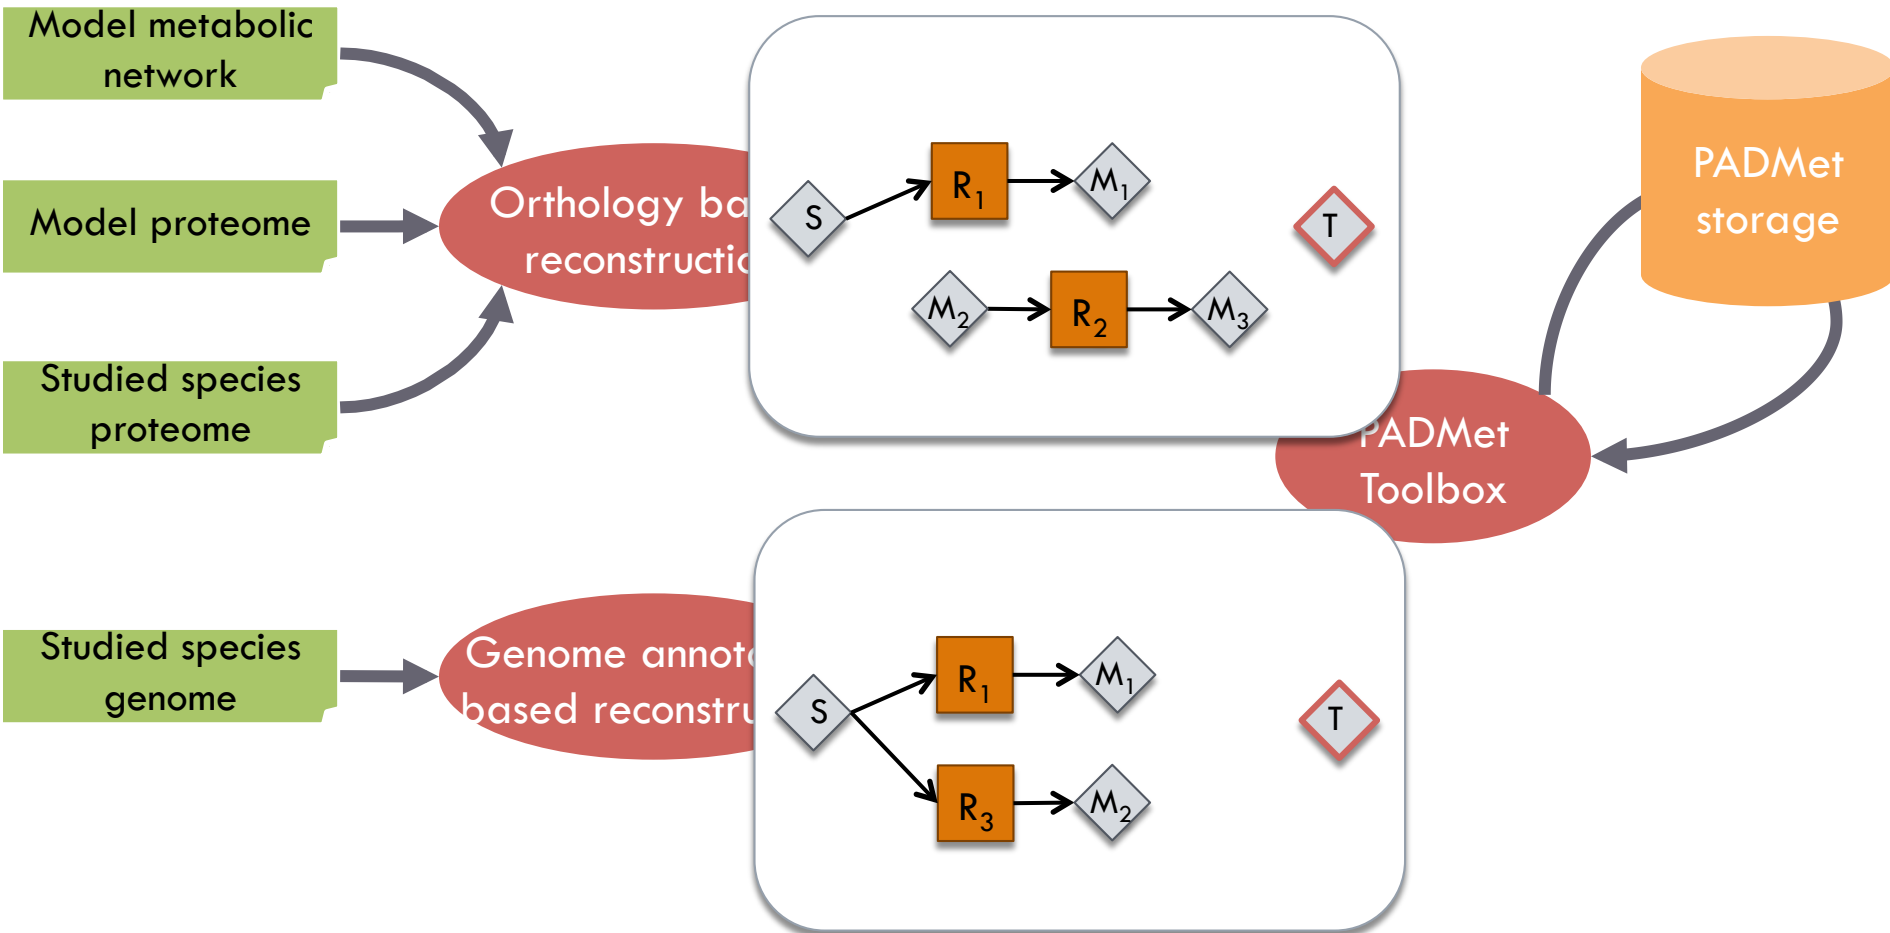 Model metabolic
network
Model proteome
Studied species
proteome
Orthology ba
reconstructio
S
R1
M1
T
M2
R2
M3
PADMet
storage
PADMet
Toolbox
Studied species
genome
Genome annot
based reconstru
S
R1
M1
T
R3
M2